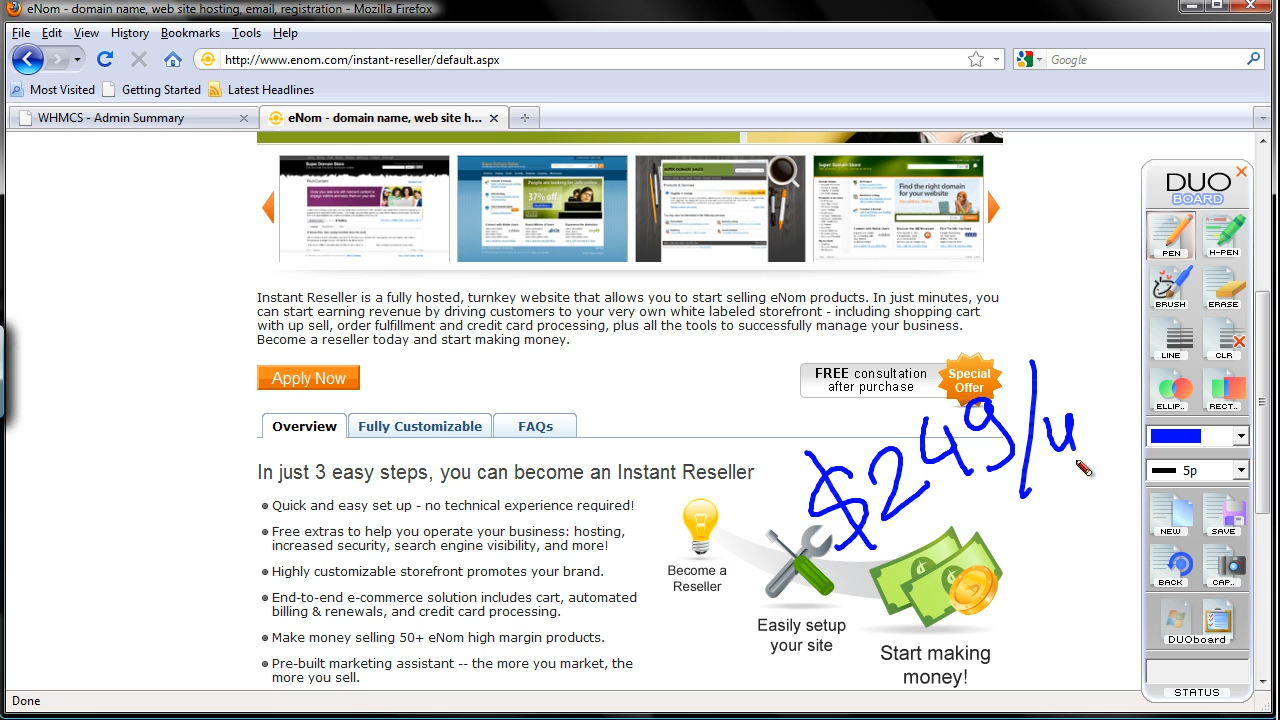 eNom - domain name, web site hosting, email, registration - Mozilla Firefox
File Edit View History Bookmarks Tools Help
http://www.enom.com/instant-reseller/default.aspx
Google
Most Visited Getting Started Latest Headlines
WHMCS - Admin Summary
eNom - domain name, web site h...
Super Domain Store
Find the right domain
for your website
Instant Reseller is a fully hosted, turnkey website that allows you to start selling eNom products. In just minutes, you
can start earning revenue by driving customers to your very own white labeled storefront - including shopping cart
with up sell, order fulfillment and credit card processing, plus all the tools to successfully manage your business.
Become a reseller today and start making money.
Apply Now
FREE consultation
after purchase
Special
Offer
Overview Fully Customizable FAQs
$249/y
In just 3 easy steps, you can become an Instant Reseller
Quick and easy set up - no technical experience required!
Free extras to help you operate your business: hosting,
increased security, search engine visibility, and more!
Highly customizable storefront promotes your brand.
End-to-end e-commerce solution includes cart, automated
billing & renewals, and credit card processing.
Make money selling 50+ eNom high margin products.
Pre-built marketing assistant -- the more you market, the
more you sell.
Become a
Reseller
Easily setup
your site
Start making
money!
DUO
BOARD
PEN H-PEN
BRUSH ERASE
LINE CLR
ELLIP.. RECT..
5p
NEW SAVE
BACK CAP..
DUOboard
STATUS
Done